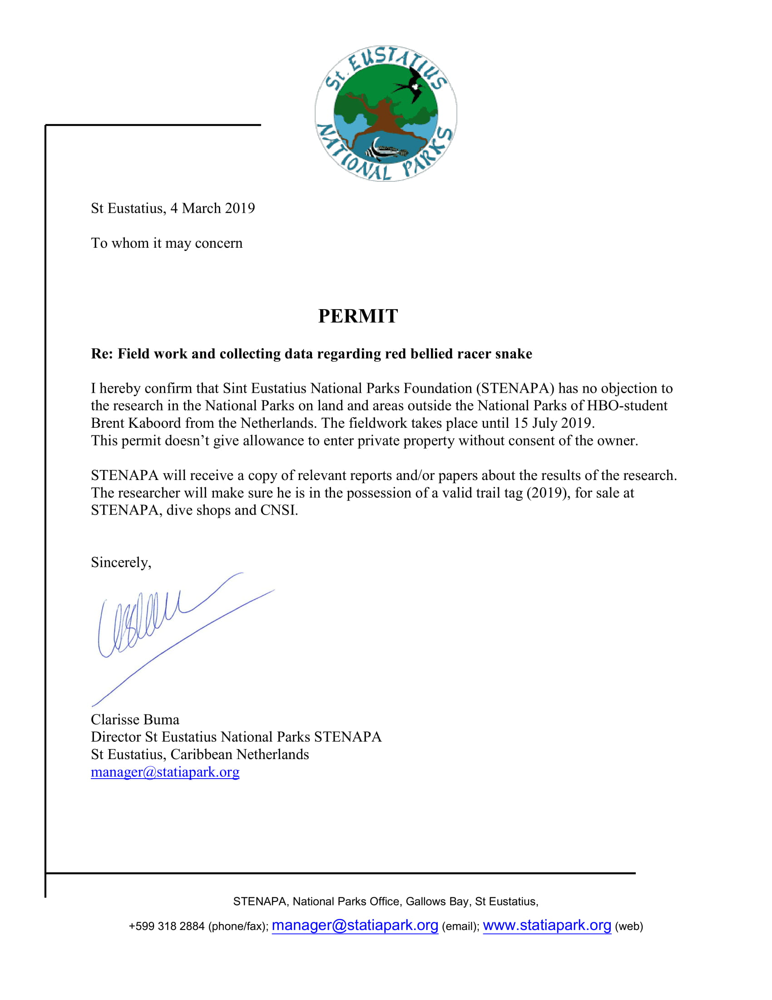 St. EUSTATIUS
NATIONAL PARKS
St Eustatius, 4 March 2019
To whom it may concern
PERMIT
Re: Field work and collecting data regarding red bellied racer snake
I hereby confirm that Sint Eustatius National Parks Foundation (STENAPA) has no objection to
the research in the National Parks on land and areas outside the National Parks of HBO-student
Brent Kaboord from the Netherlands. The fieldwork takes place until 15 July 2019.
This permit doesn’t give allowance to enter private property without consent of the owner.
STENAPA will receive a copy of relevant reports and/or papers about the results of the research.
The researcher will make sure he is in the possession of a valid trail tag (2019), for sale at
STENAPA, dive shops and CNSI.
Sincerely,
Clarisse Buma
Director St Eustatius National Parks STENAPA
St Eustatius, Caribbean Netherlands
manager@statiapark.org
STENAPA, National Parks Office, Gallows Bay, St Eustatius,
+599 318 2884 (phone/fax); manager@statiapark.org (email); www.statiapark.org (web)